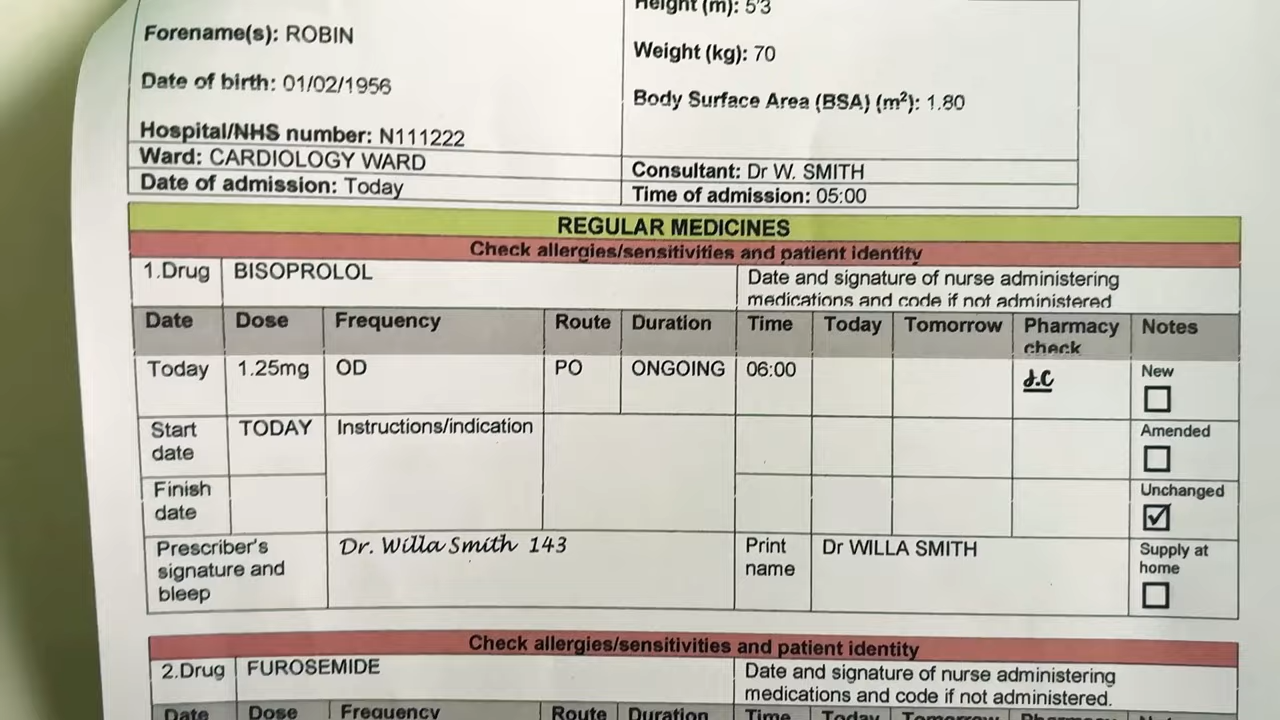 Height (m): 5'3
Forename(s): ROBIN
Weight (kg): 70
Date of birth: 01/02/1956
Body Surface Area (BSA) (m²): 1.80
Hospital/NHS number: N111222
Ward: CARDIOLOGY WARD
Consultant: Dr W. SMITH
Date of admission: Today
Time of admission: 05:00
REGULAR MEDICINES
Check allergies/sensitivities and patient identity
1.Drug BISOPROLOL Date and signature of nurse administering
medications and code if not administered
Date Dose Frequency Route Duration Time Today Tomorrow Pharmacy check Notes
Today 1.25mg OD PO ONGOING 06:00 J.C New
Start date TODAY Instructions/indication Amended
Finish date Unchanged
Prescriber's signature and bleep Dr. Willa Smith 143 Print name Dr WILLA SMITH Supply at home
Check allergies/sensitivities and patient identity
2.Drug FUROSEMIDE Date and signature of nurse administering
medications and code if not administered.
Date Dose Frequency Route Duration Time Today Tomorrow Pharmacy